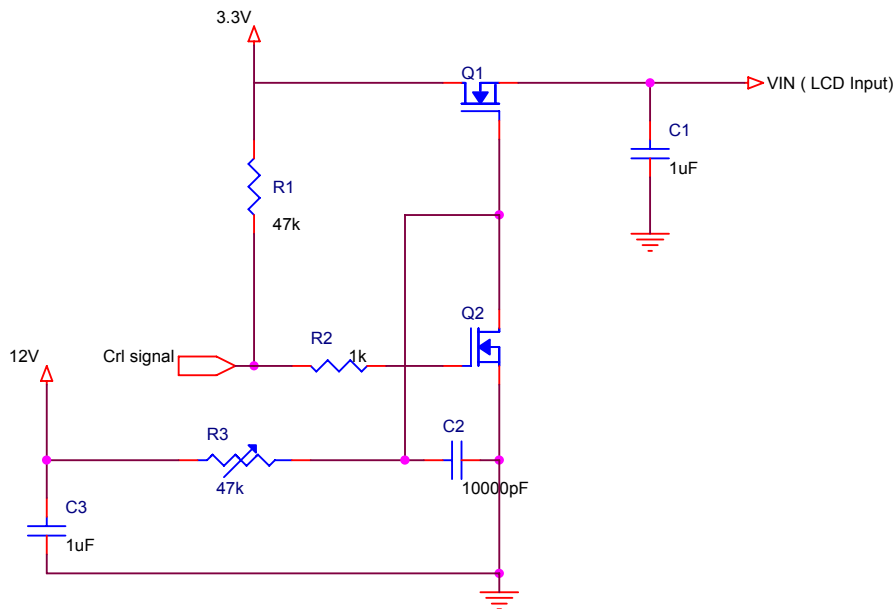 3.3V
Q1
VIN ( LCD Input)
C1
1uF
R1
47k
Q2
R2
1k
Crl signal
12V
R3
47k
C2
10000pF
C3
1uF